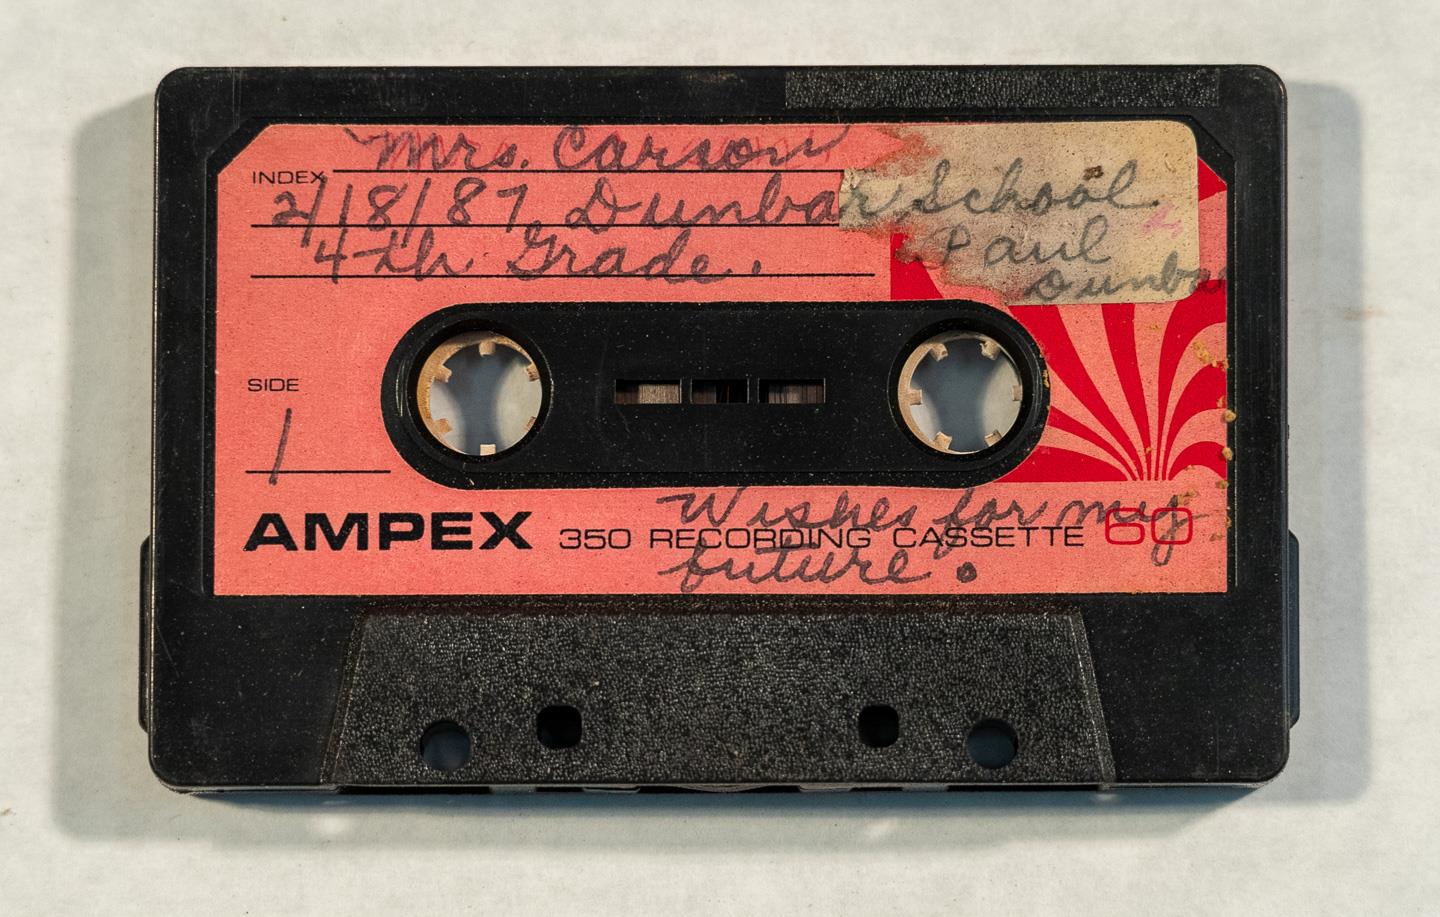 Mrs. Carson
INDEX
2/18/87 Dunbar School
4th Grade. Paul
Dunbar
SIDE
1
Wishes for my
AMPEX 350 RECORDING CASSETTE 60
future.